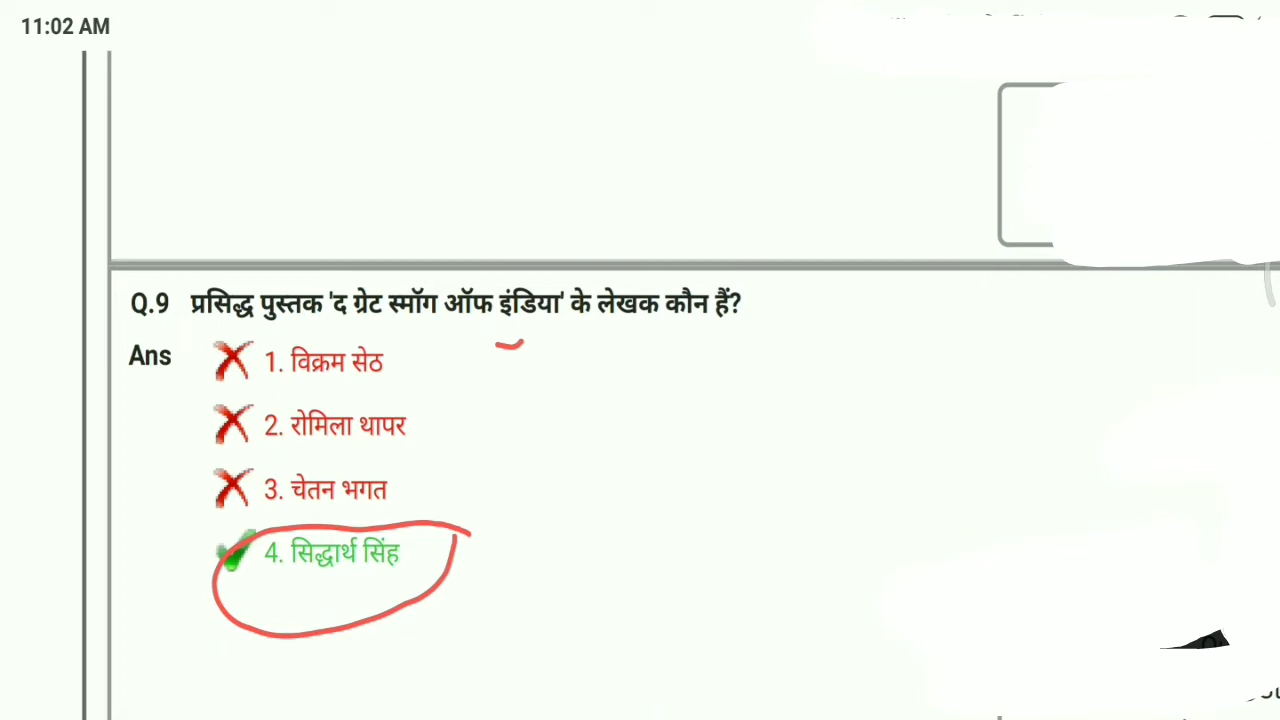 11:02 AM
Q.9 प्रसिद्ध पुस्तक 'द ग्रेट स्मॉग ऑफ इंडिया' के लेखक कौन हैं?
Ans 1. विक्रम सेठ
2. रोमिला थापर
3. चेतन भगत
4. सिद्धार्थ सिंह